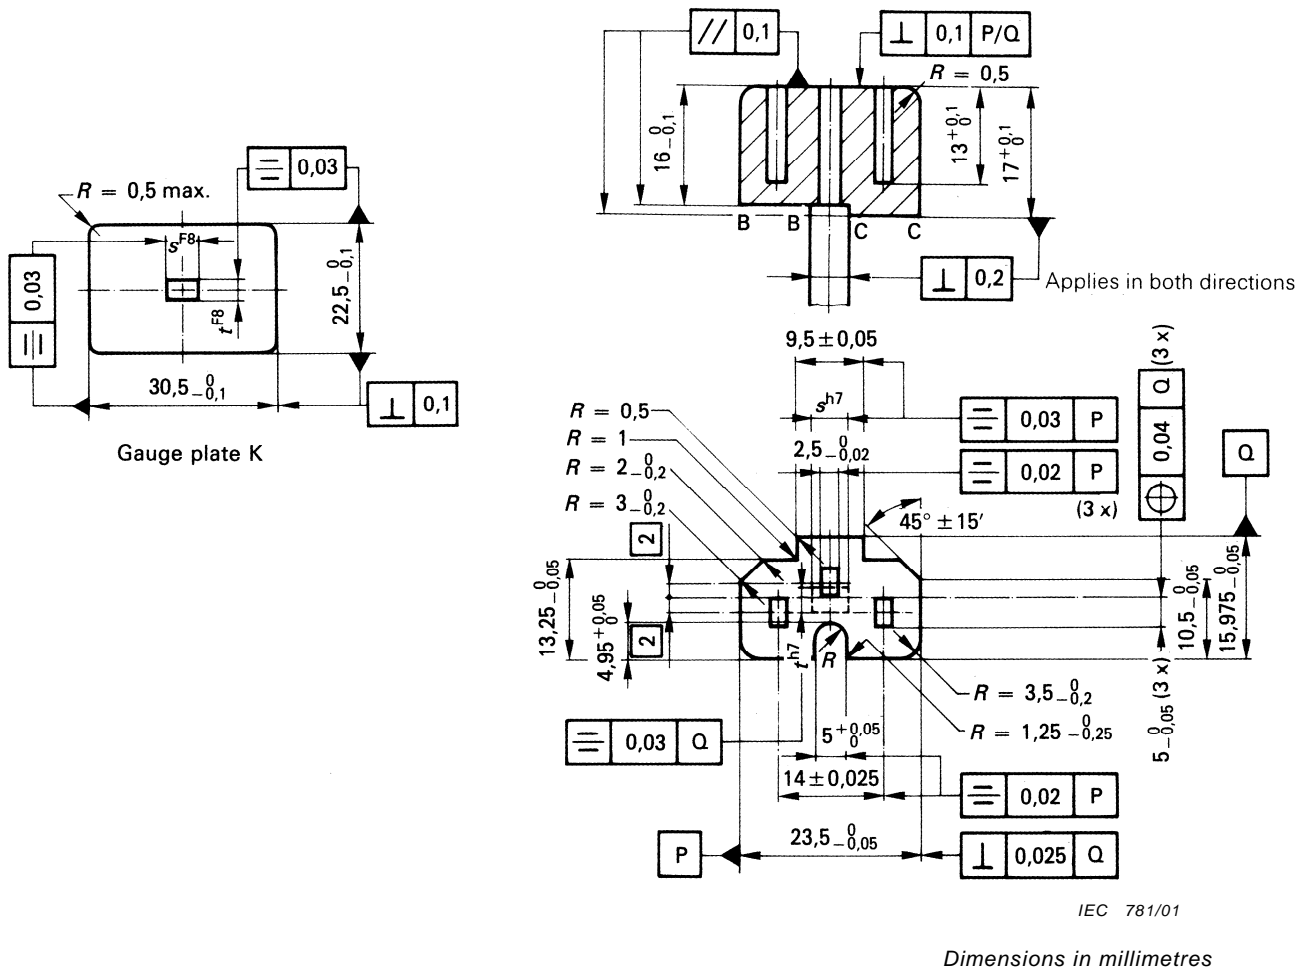 // 0,1
⊥ 0,1 P/Q
R = 0,5
16 0 −0,1
13 +0,1 0
17 +0,1 0
B B C C
⊥ 0,2
Applies in both directions
⌯ 0,03
R = 0,5 max.
s F8
⌯ 0,03
t F8
22,5 0 −0,1
30,5 0 −0,1
⊥ 0,1
Gauge plate K
9,5 ± 0,05
s h7
2,5 0 −0,02
⌯ 0,03 P
⌯ 0,02 P
(3 x)
⌖ 0,04 Q (3 x)
Q
R = 0,5
R = 1
R = 2 0 −0,2
R = 3 0 −0,2
45° ± 15′
2
13,25 0 −0,05
4,95 +0,05 0
2
t h7
R
10,5 0 −0,05
15,975 0 −0,05
5 0 −0,05 (3 x)
R = 3,5 0 −0,2
R = 1,25 0 −0,25
⌯ 0,03 Q
5 +0,05 0
14 ± 0,025
⌯ 0,02 P
P
23,5 0 −0,05
⊥ 0,025 Q
IEC 781/01
Dimensions in millimetres